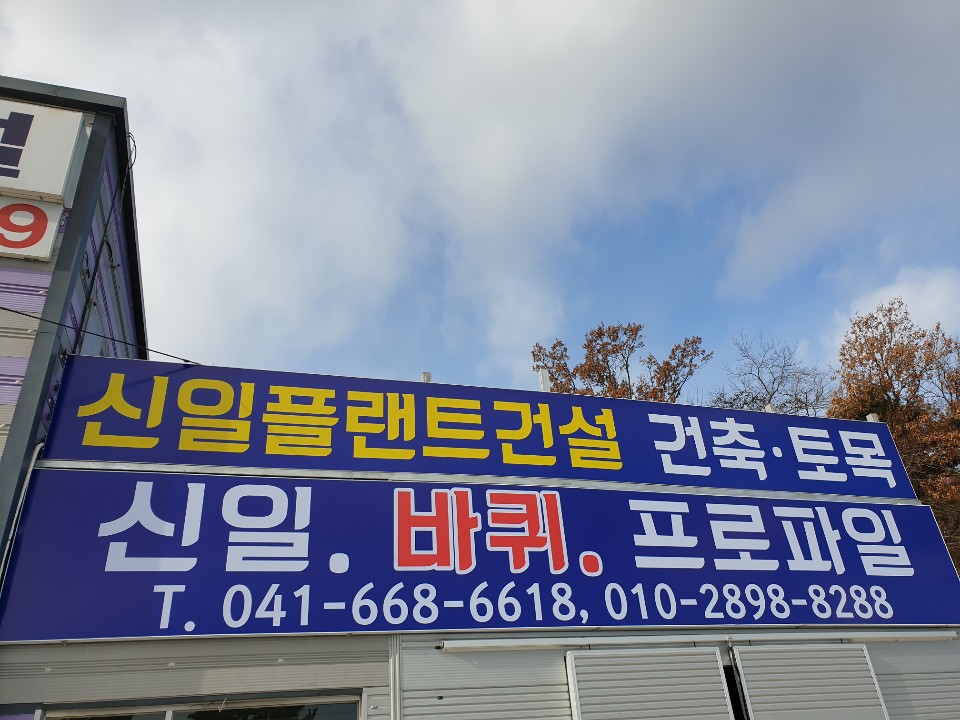 9
신일플랜트건설 건축·토목
신일. 바퀴. 프로파일
T. 041-668-6618, 010-2898-8288